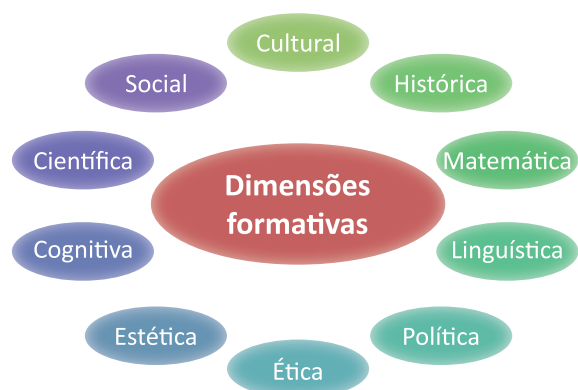 Cultural
Social
Histórica
Científica
Matemática
Dimensões
formativas
Cognitiva
Linguística
Estética
Política
Ética